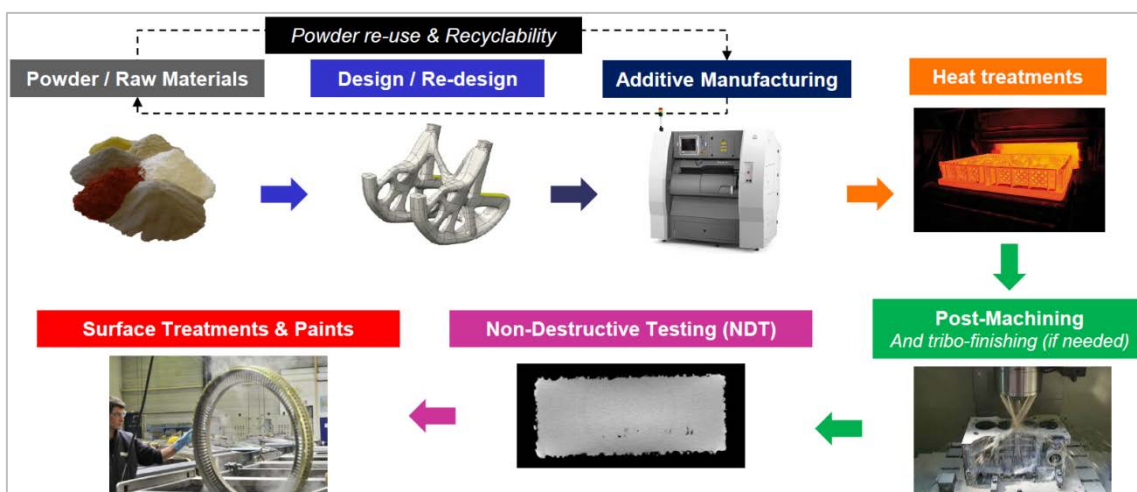 Powder re-use & Recyclability
Powder / Raw Materials
Design / Re-design
Additive Manufacturing
Heat treatments
Surface Treatments & Paints
Non-Destructive Testing (NDT)
Post-Machining
And tribo-finishing (if needed)